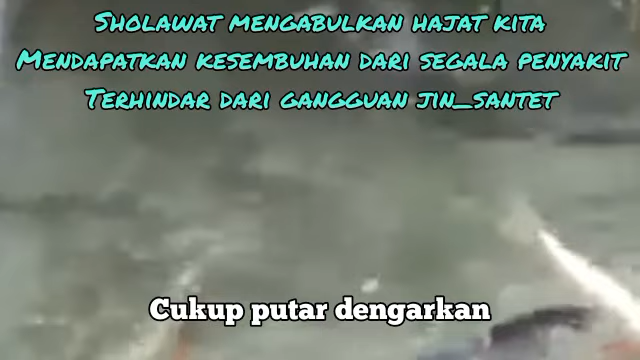 Sholawat mengabulkan hajat kita
Mendapatkan kesembuhan dari segala penyakit
Terhindar dari gangguan jin_santet
Cukup putar dengarkan